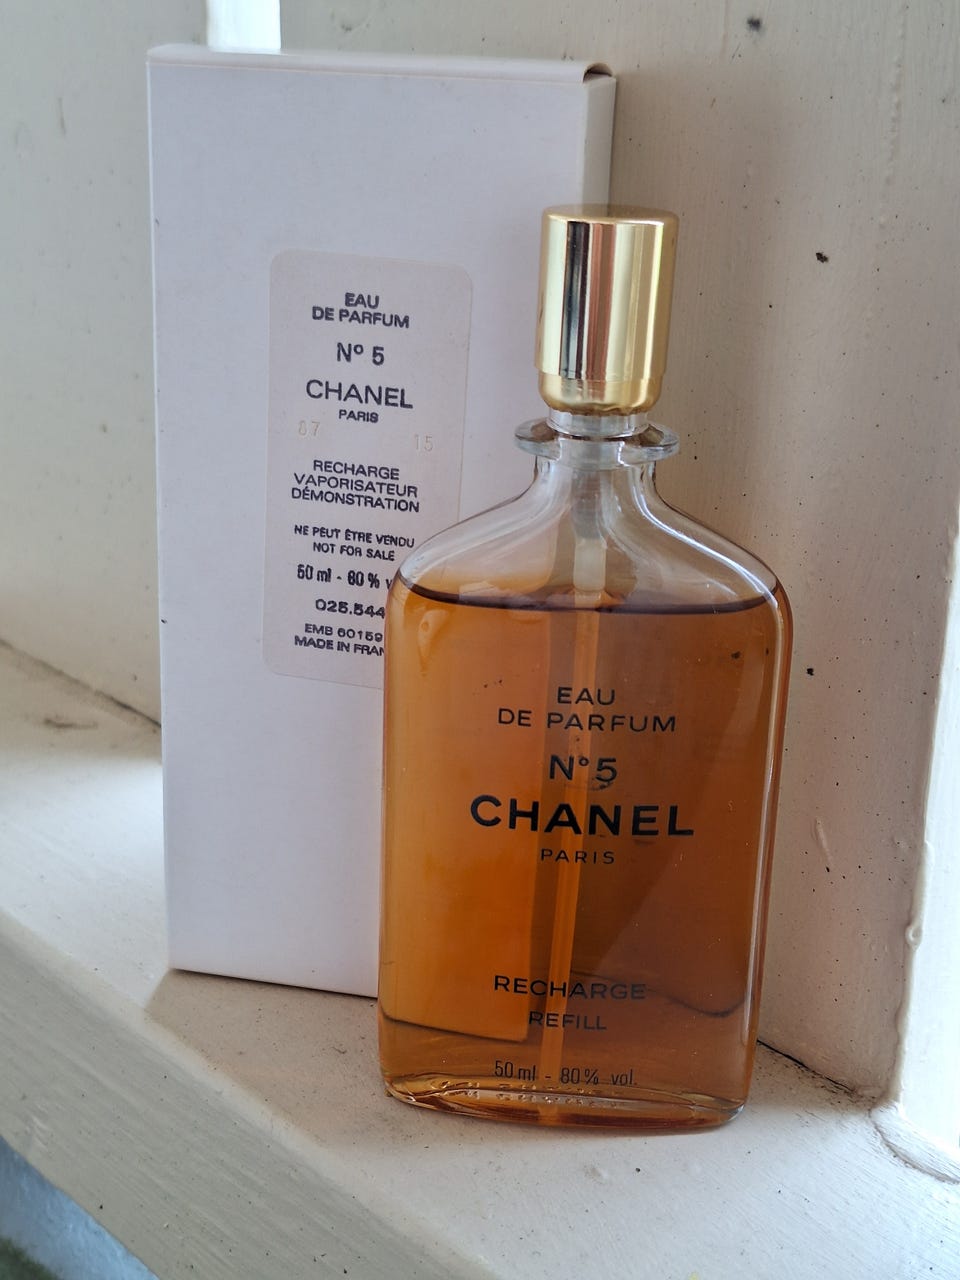 EAU
DE PARFUM
Nº 5
CHANEL
PARIS
87 15
RECHARGE
VAPORISATEUR
DÉMONSTRATION
NE PEUT ÊTRE VENDU
NOT FOR SALE
50 ml - 80 %
025.544
EMB 60159
MADE IN FRAN
EAU
DE PARFUM
N°5
CHANEL
PARIS
RECHARGE
REFILL
50 ml - 80 % vol.